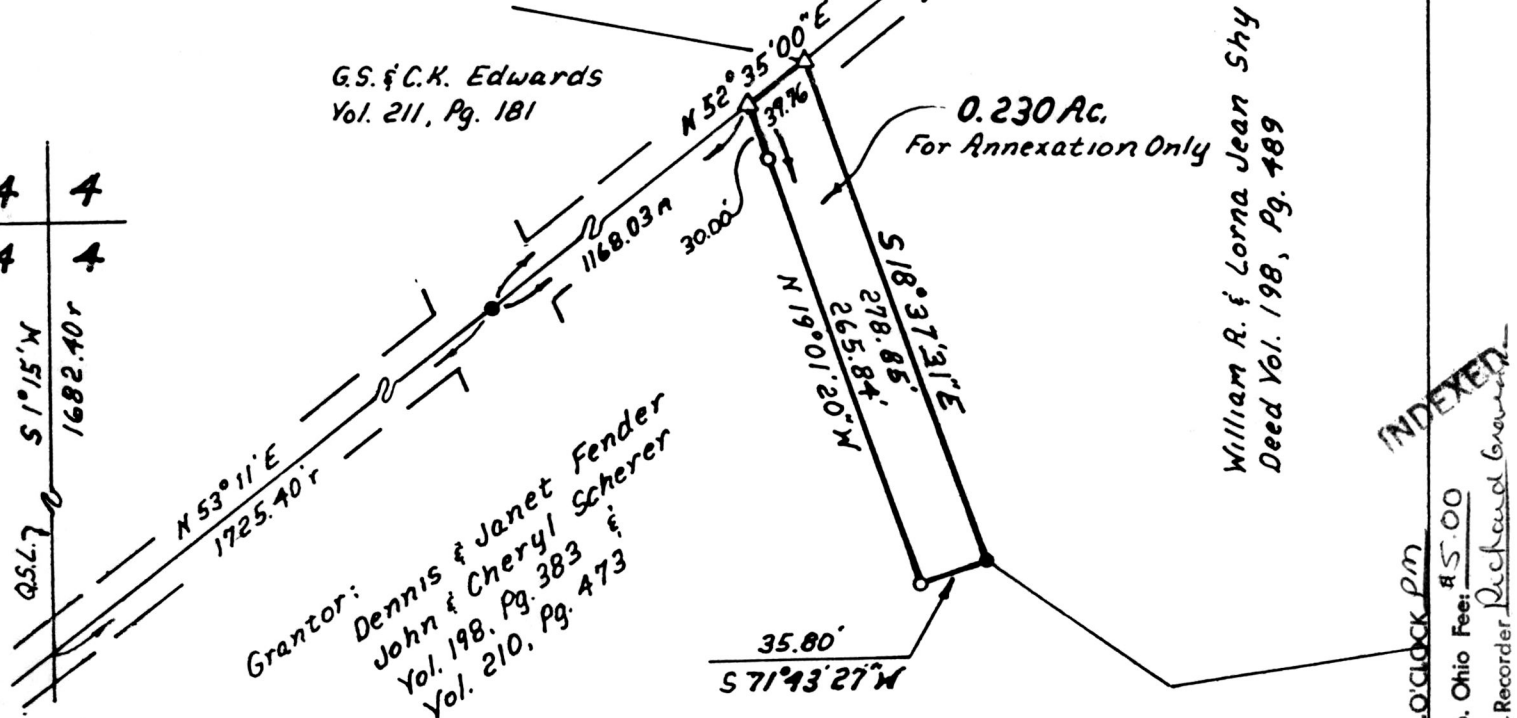 G.S. & C.K. Edwards
Vol. 211, Pg. 181
N 52° 35' 00" E
39.76
0.230 Ac.
For Annexation Only
William R. & Lorna Jean Shy
Deed Vol. 198, Pg. 489
4 4
4 4
S 1° 15' W
1682.40 r
Q.S.L.
1168.03 m
30.00'
S 18° 37' 31" E
278.85'
265.84'
N 19° 01' 20" W
N 53° 11' E
1725.40' r
Grantor:
Dennis & Janet Fender
John & Cheryl Scherer
Vol. 198, Pg. 383 &
Vol. 210, Pg. 473
35.80'
S 71° 43' 27" W
INDEXED
O'CLOCK PM
Ohio Fee: $5.00
Recorder Richard